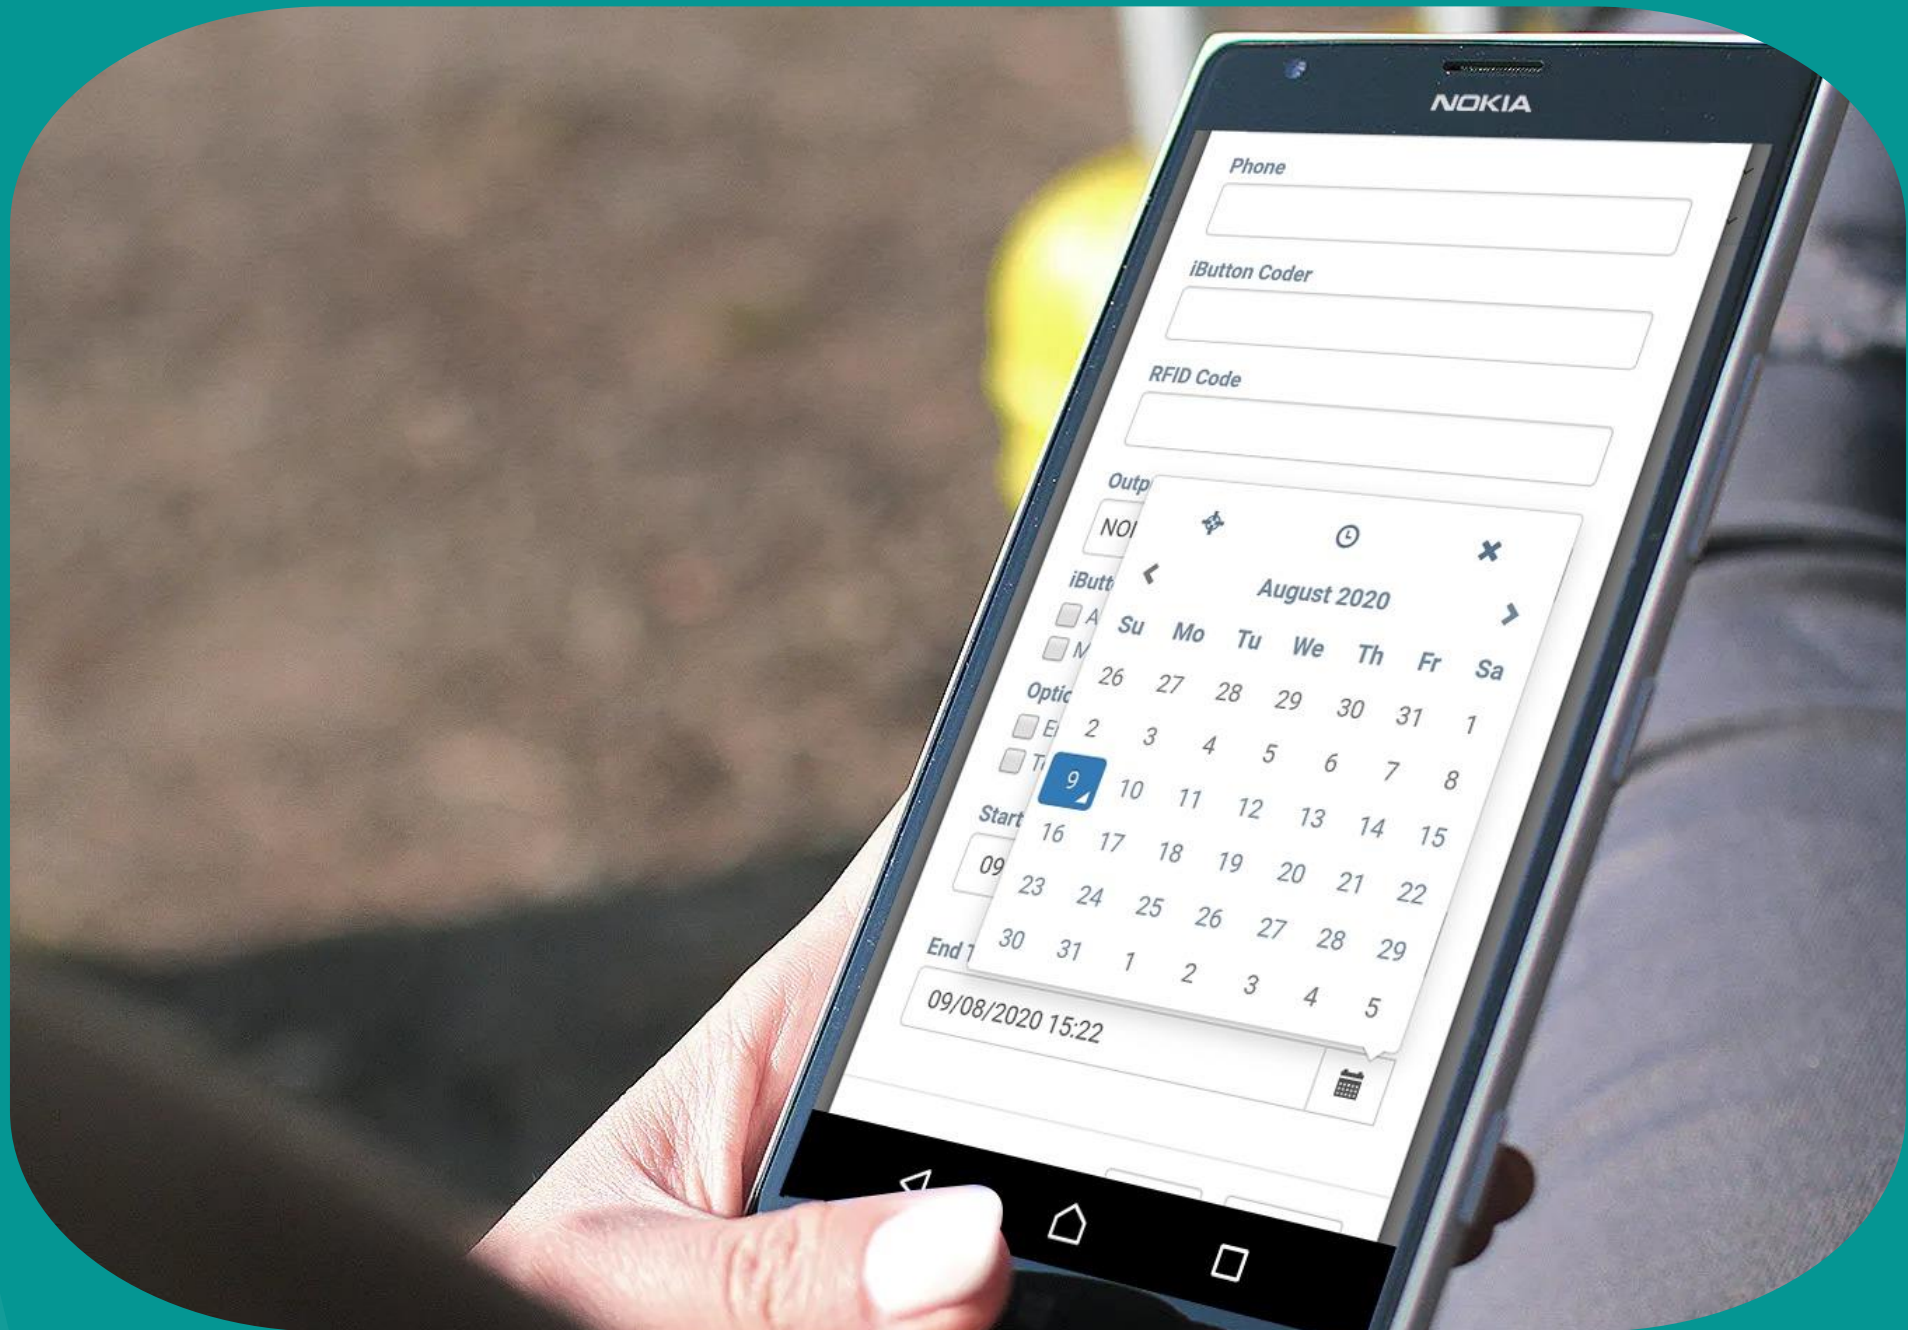 NOKIA
Phone
iButton Coder
RFID Code
Outp
NO
iButt
A
M
Optio
E
T
August 2020
Su Mo Tu We Th Fr Sa
26 27 28 29 30 31 1
2 3 4 5 6 7 8
9 10 11 12 13 14 15
16 17 18 19 20 21 22
23 24 25 26 27 28 29
30 31 1 2 3 4 5
Start
09
End T
09/08/2020 15:22